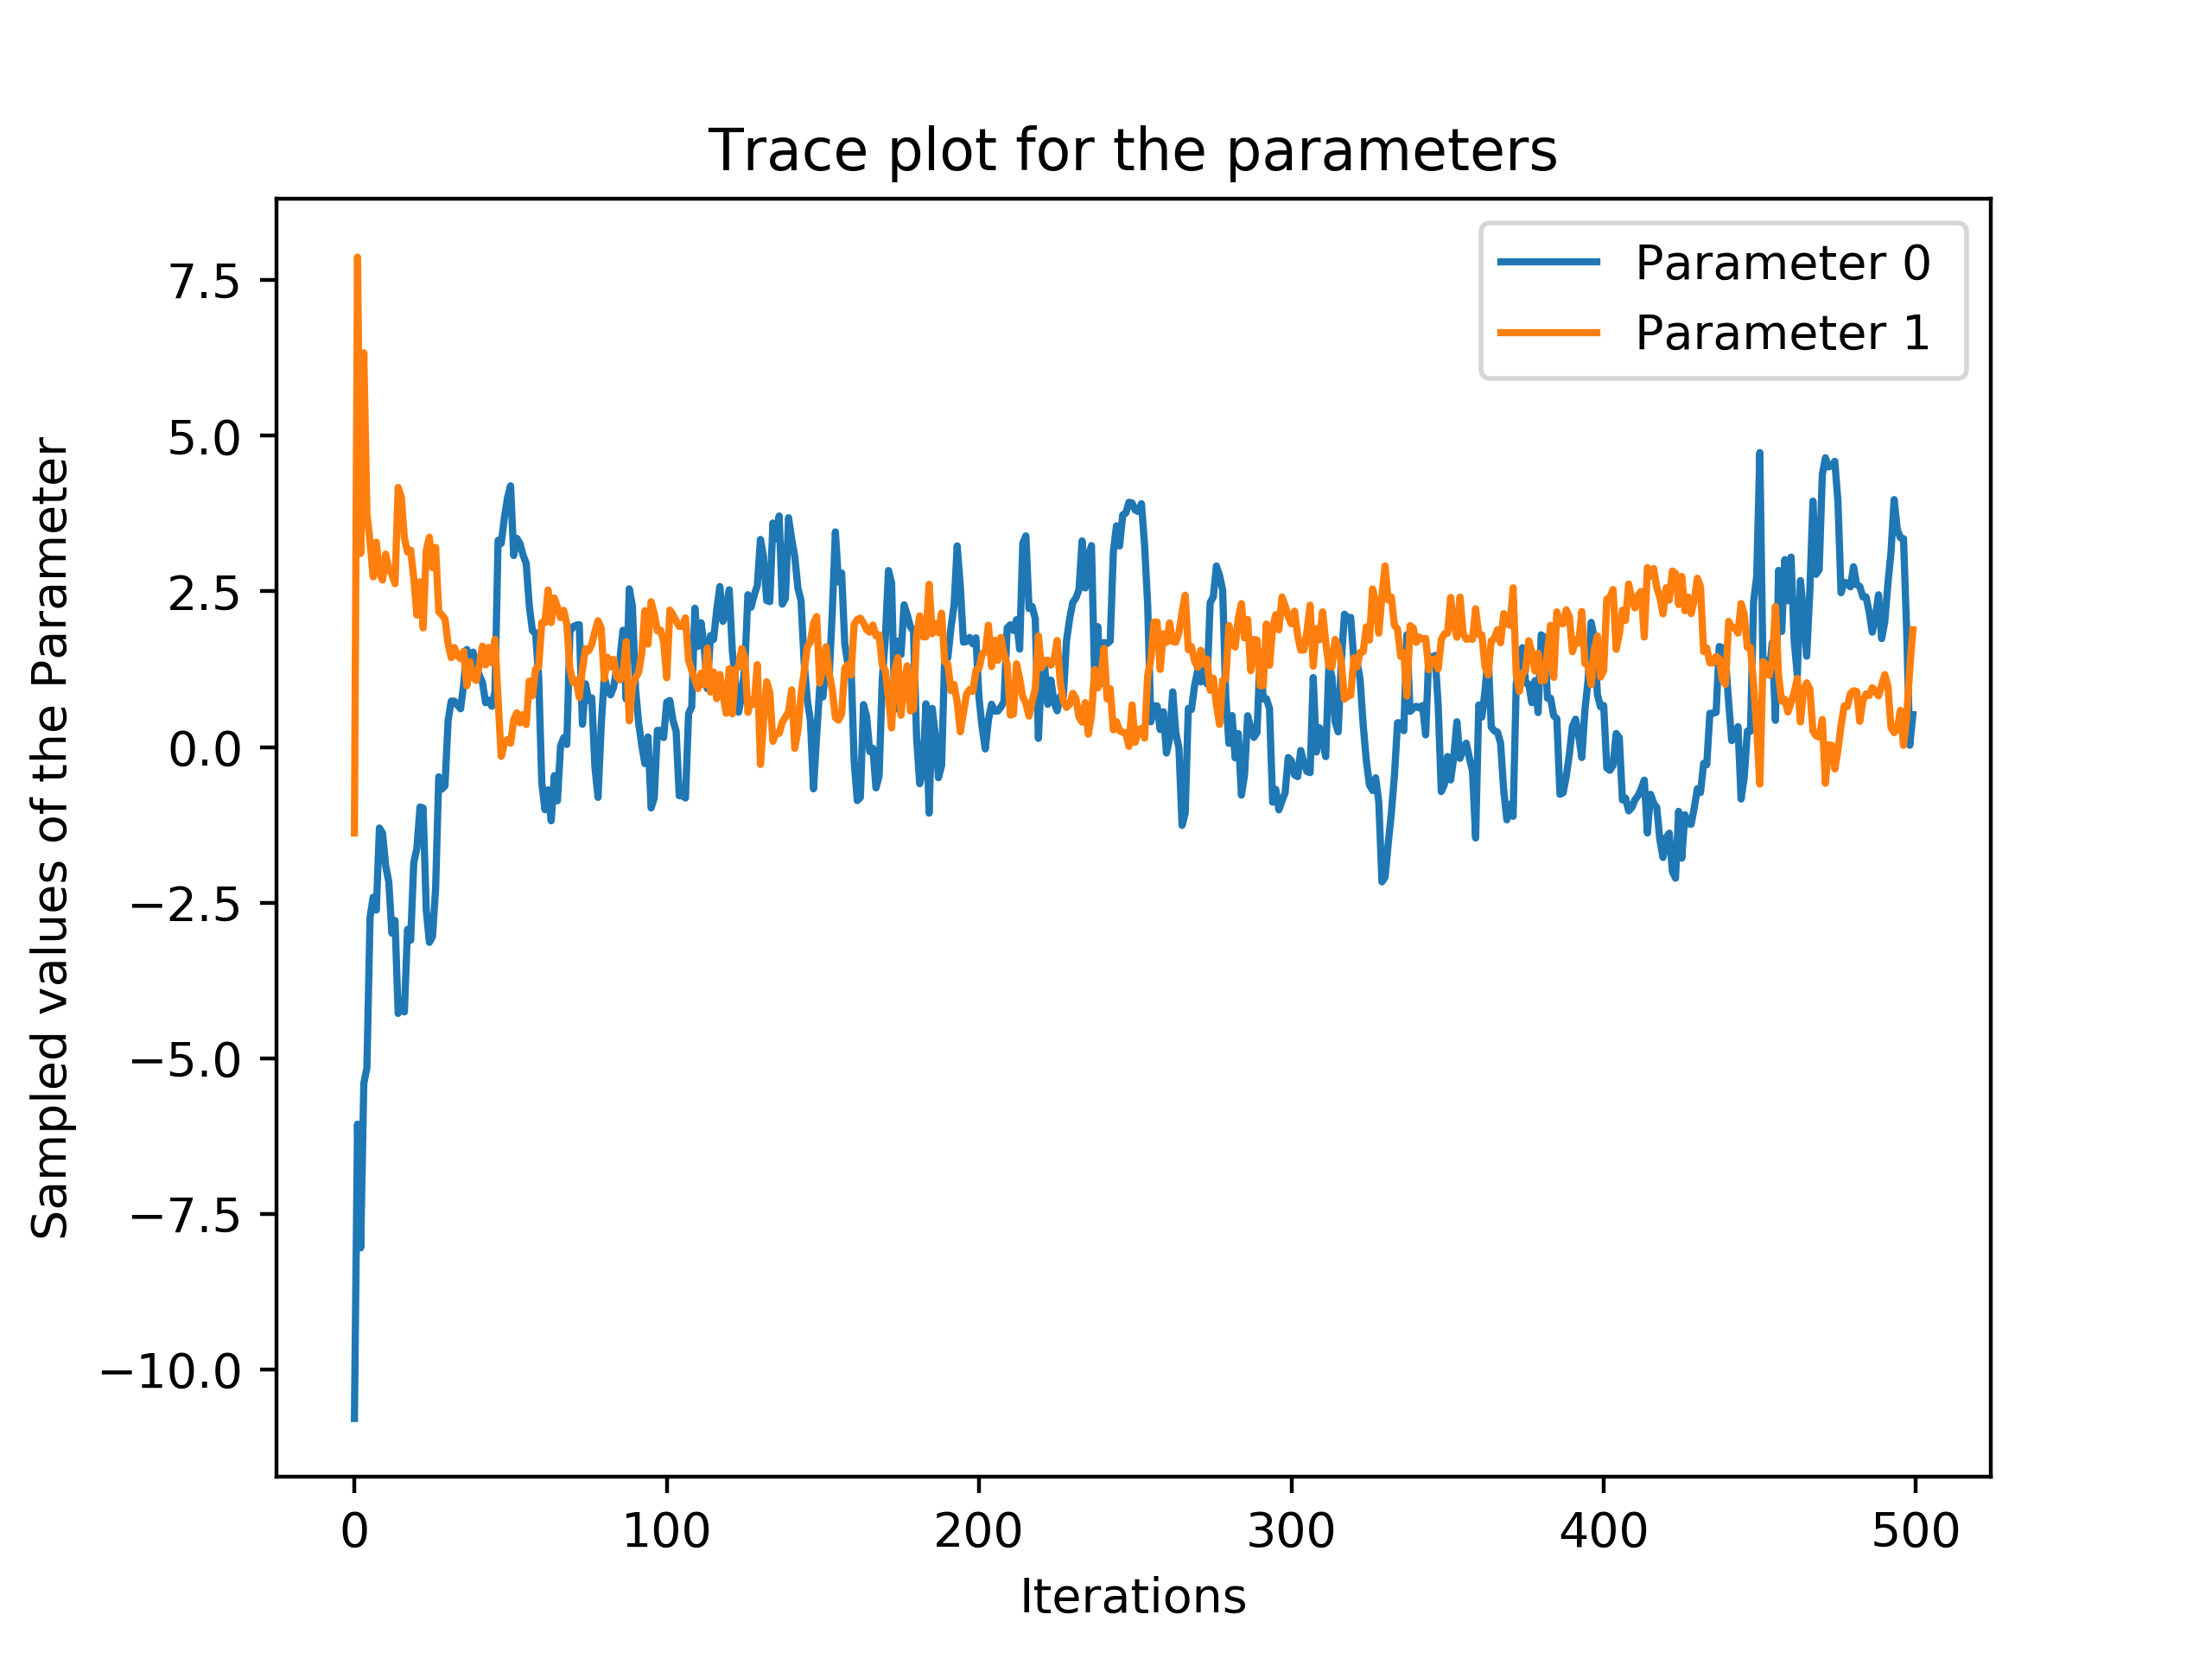 Trace plot for the parameters
Parameter 0
Parameter 1
7.5
5.0
2.5
0.0
−2.5
−5.0
−7.5
−10.0
Sampled values of the Parameter
0 100 200 300 400 500
Iterations